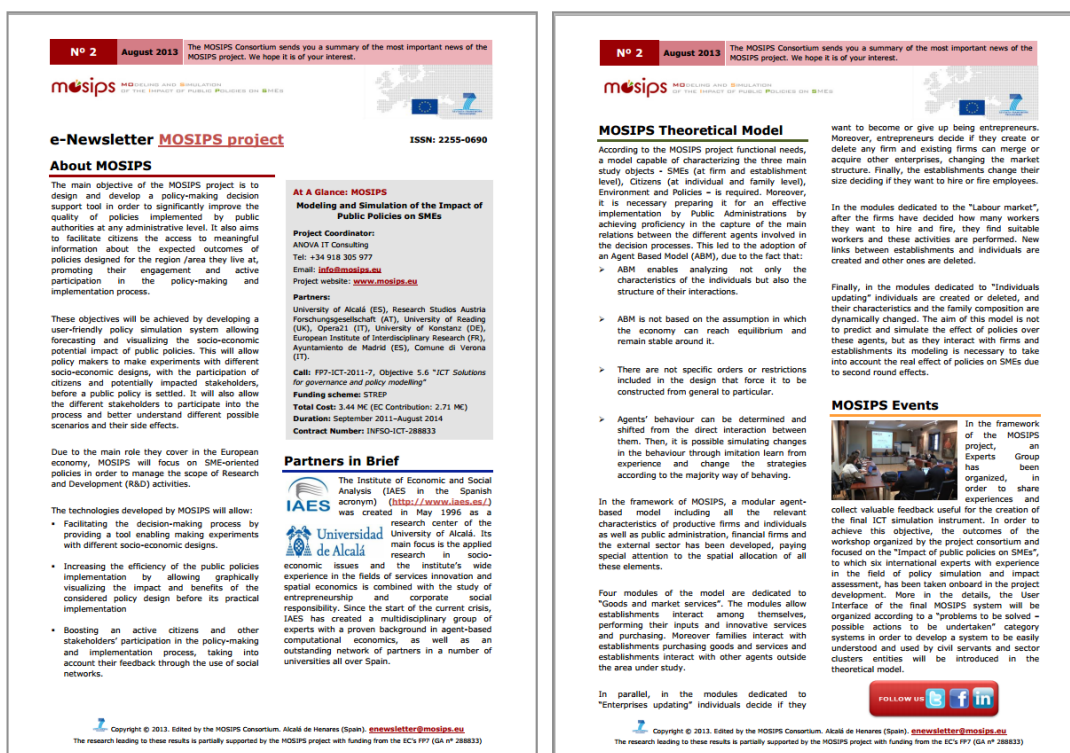 Nº 2
August 2013
The MOSIPS Consortium sends you a summary of the most important news of the
MOSIPS project. We hope it is of your interest.
mosips
MODELING AND SIMULATION
OF THE IMPACT OF PUBLIC POLICIES ON SMEs
e-Newsletter MOSIPS project
ISSN: 2255-0690
About MOSIPS
The main objective of the MOSIPS project is to
design and develop a policy-making decision
support tool in order to significantly improve the
quality of policies implemented by public
authorities at any administrative level. It also aims
to facilitate citizens the access to meaningful
information about the expected outcomes of
policies designed for the region /area they live at,
promoting their engagement and active
participation in the policy-making and
implementation process.
These objectives will be achieved by developing a
user-friendly policy simulation system allowing
forecasting and visualizing the socio-economic
potential impact of public policies. This will allow
policy makers to make experiments with different
socio-economic designs, with the participation of
citizens and potentially impacted stakeholders,
before a public policy is settled. It will also allow
the different stakeholders to participate into the
process and better understand different possible
scenarios and their side effects.
Due to the main role they cover in the European
economy, MOSIPS will focus on SME-oriented
policies in order to manage the scope of Research
and Development (R&D) activities.
The technologies developed by MOSIPS will allow:
• Facilitating the decision-making process by
providing a tool enabling making experiments
with different socio-economic designs.
• Increasing the efficiency of the public policies
implementation by allowing graphically
visualizing the impact and benefits of the
considered policy design before its practical
implementation
• Boosting an active citizens and other
stakeholders' participation in the policy-making
and implementation process, taking into
account their feedback through the use of social
networks.
At A Glance: MOSIPS
Modeling and Simulation of the Impact of
Public Policies on SMEs
Project Coordinator:
ANOVA IT Consulting
Tel: +34 918 305 977
Email: info@mosips.eu
Project website: www.mosips.eu
Partners:
University of Alcalá (ES), Research Studios Austria
Forschungsgesellschaft (AT), University of Reading
(UK), Opera21 (IT), University of Konstanz (DE),
European Institute of Interdisciplinary Research (FR),
Ayuntamiento de Madrid (ES), Comune di Verona
(IT).
Call: FP7-ICT-2011-7, Objective 5.6 "ICT Solutions
for governance and policy modelling"
Funding scheme: STREP
Total Cost: 3.44 M€ (EC Contribution: 2.71 M€)
Duration: September 2011–August 2014
Contract Number: INFSO-ICT-288833
Partners in Brief
IAES
Universidad
de Alcalá
The Institute of Economic and Social
Analysis (IAES in the Spanish
acronym) (http://www.iaes.es/)
was created in May 1996 as a
research center of the
University of Alcalá. Its
main focus is the applied
research in socio-
economic issues and the institute's wide
experience in the fields of services innovation and
spatial economics is combined with the study of
entrepreneurship and corporate social
responsibility. Since the start of the current crisis,
IAES has created a multidisciplinary group of
experts with a proven background in agent-based
computational economics, as well as an
outstanding network of partners in a number of
universities all over Spain.
Copyright © 2013. Edited by the MOSIPS Consortium. Alcalá de Henares (Spain). enewsletter@mosips.eu
The research leading to these results is partially supported by the MOSIPS project with funding from the EC's FP7 (GA nº 288833)
Nº 2
August 2013
The MOSIPS Consortium sends you a summary of the most important news of the
MOSIPS project. We hope it is of your interest.
mosips
MODELING AND SIMULATION
OF THE IMPACT OF PUBLIC POLICIES ON SMEs
MOSIPS Theoretical Model
According to the MOSIPS project functional needs,
a model capable of characterizing the three main
study objects - SMEs (at firm and establishment
level), Citizens (at individual and family level),
Environment and Policies – is required. Moreover,
it is necessary preparing it for an effective
implementation by Public Administrations by
achieving proficiency in the capture of the main
relations between the different agents involved in
the decision processes. This led to the adoption of
an Agent Based Model (ABM), due to the fact that:
➢ ABM enables analyzing not only the
characteristics of the individuals but also the
structure of their interactions.
➢ ABM is not based on the assumption in which
the economy can reach equilibrium and
remain stable around it.
➢ There are not specific orders or restrictions
included in the design that force it to be
constructed from general to particular.
➢ Agents' behaviour can be determined and
shifted from the direct interaction between
them. Then, it is possible simulating changes
in the behaviour through imitation learn from
experience and change the strategies
according to the majority way of behaving.
In the framework of MOSIPS, a modular agent-
based model including all the relevant
characteristics of productive firms and individuals
as well as public administration, financial firms and
the external sector has been developed, paying
special attention to the spatial allocation of all
these elements.
Four modules of the model are dedicated to
"Goods and market services". The modules allow
establishments interact among themselves,
performing their inputs and innovative services
and purchasing. Moreover families interact with
establishments purchasing goods and services and
establishments interact with other agents outside
the area under study.
In parallel, in the modules dedicated to
"Enterprises updating" individuals decide if they
want to become or give up being entrepreneurs.
Moreover, entrepreneurs decide if they create or
delete any firm and existing firms can merge or
acquire other enterprises, changing the market
structure. Finally, the establishments change their
size deciding if they want to hire or fire employees.
In the modules dedicated to the "Labour market",
after the firms have decided how many workers
they want to hire and fire, they find suitable
workers and these activities are performed. New
links between establishments and individuals are
created and other ones are deleted.
Finally, in the modules dedicated to "Individuals
updating" individuals are created or deleted, and
their characteristics and the family composition are
dynamically changed. The aim of this model is not
to predict and simulate the effect of policies over
these agents, but as they interact with firms and
establishments its modeling is necessary to take
into account the real effect of policies on SMEs due
to second round effects.
MOSIPS Events
In the framework
of the MOSIPS
project, an
Experts Group
has been
organized, in
order to share
experiences and
collect valuable feedback useful for the creation of
the final ICT simulation instrument. In order to
achieve this objective, the outcomes of the
workshop organized by the project consortium and
focused on the "Impact of public policies on SMEs",
to which six international experts with experience
in the field of policy simulation and impact
assessment, has been taken onboard in the project
development. More in the details, the User
Interface of the final MOSIPS system will be
organized according to a "problems to be solved –
possible actions to be undertaken" category
systems in order to develop a system to be easily
understood and used by civil servants and sector
clusters entities will be introduced in the
theoretical model.
FOLLOW US
Copyright © 2013. Edited by the MOSIPS Consortium. Alcalá de Henares (Spain). enewsletter@mosips.eu
The research leading to these results is partially supported by the MOSIPS project with funding from the EC's FP7 (GA nº 288833)